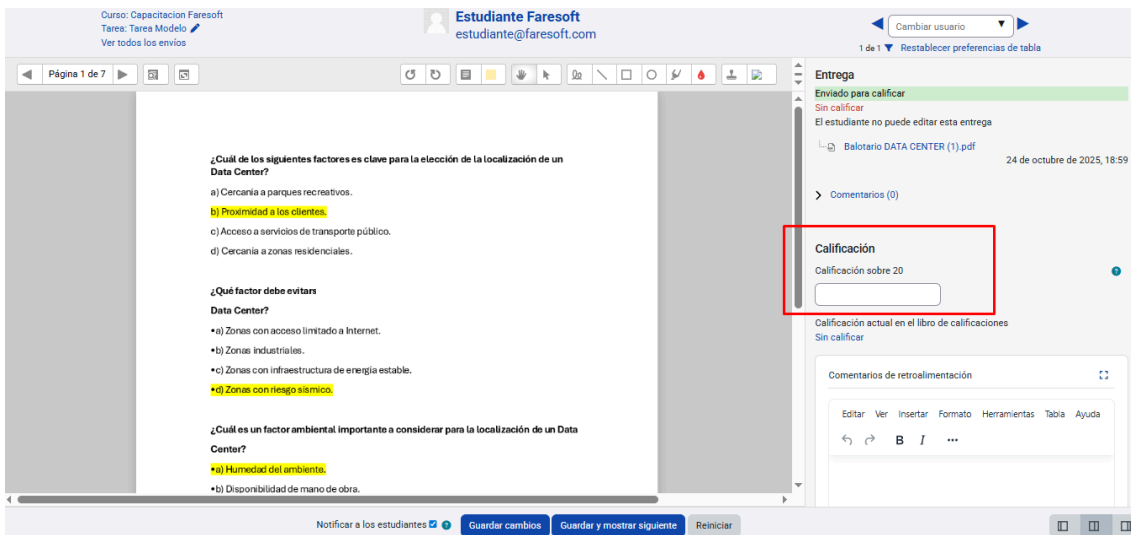 Curso: Capacitacion Faresoft
Tarea: Tarea Modelo
Ver todos los envíos
Estudiante Faresoft
estudiante@faresoft.com
Cambiar usuario
1 de 1 Restablecer preferencias de tabla
Página 1 de 7
¿Cuál de los siguientes factores es clave para la elección de la localización de un
Data Center?
a) Cercanía a parques recreativos.
b) Proximidad a los clientes.
c) Acceso a servicios de transporte público.
d) Cercanía a zonas residenciales.
¿Qué factor debe evitars
Data Center?
•a) Zonas con acceso limitado a Internet.
•b) Zonas industriales.
•c) Zonas con infraestructura de energía estable.
•d) Zonas con riesgo sísmico.
¿Cuál es un factor ambiental importante a considerar para la localización de un Data
Center?
•a) Humedad del ambiente.
•b) Disponibilidad de mano de obra.
Entrega
Enviado para calificar
Sin calificar
El estudiante no puede editar esta entrega
Balotario DATA CENTER (1).pdf
24 de octubre de 2025, 18:59
Comentarios (0)
Calificación
Calificación sobre 20
Calificación actual en el libro de calificaciones
Sin calificar
Comentarios de retroalimentación
Editar Ver Insertar Formato Herramientas Tabla Ayuda
B I
Notificar a los estudiantes
Guardar cambios
Guardar y mostrar siguiente
Reiniciar